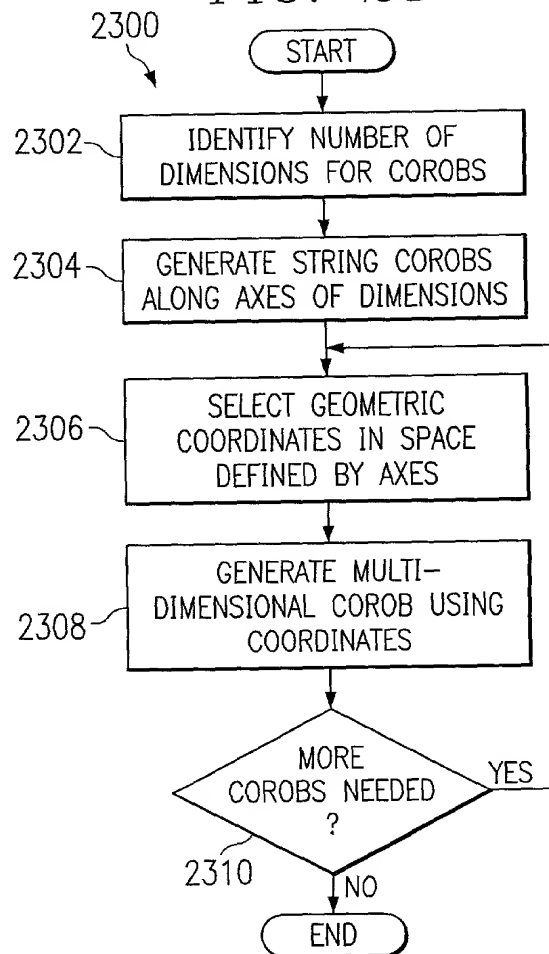 2300
START
2302
IDENTIFY NUMBER OF
DIMENSIONS FOR COROBS
2304
GENERATE STRING COROBS
ALONG AXES OF DIMENSIONS
2306
SELECT GEOMETRIC
COORDINATES IN SPACE
DEFINED BY AXES
2308
GENERATE MULTI-
DIMENSIONAL COROB USING
COORDINATES
MORE
COROBS NEEDED
?
YES
2310
NO
END